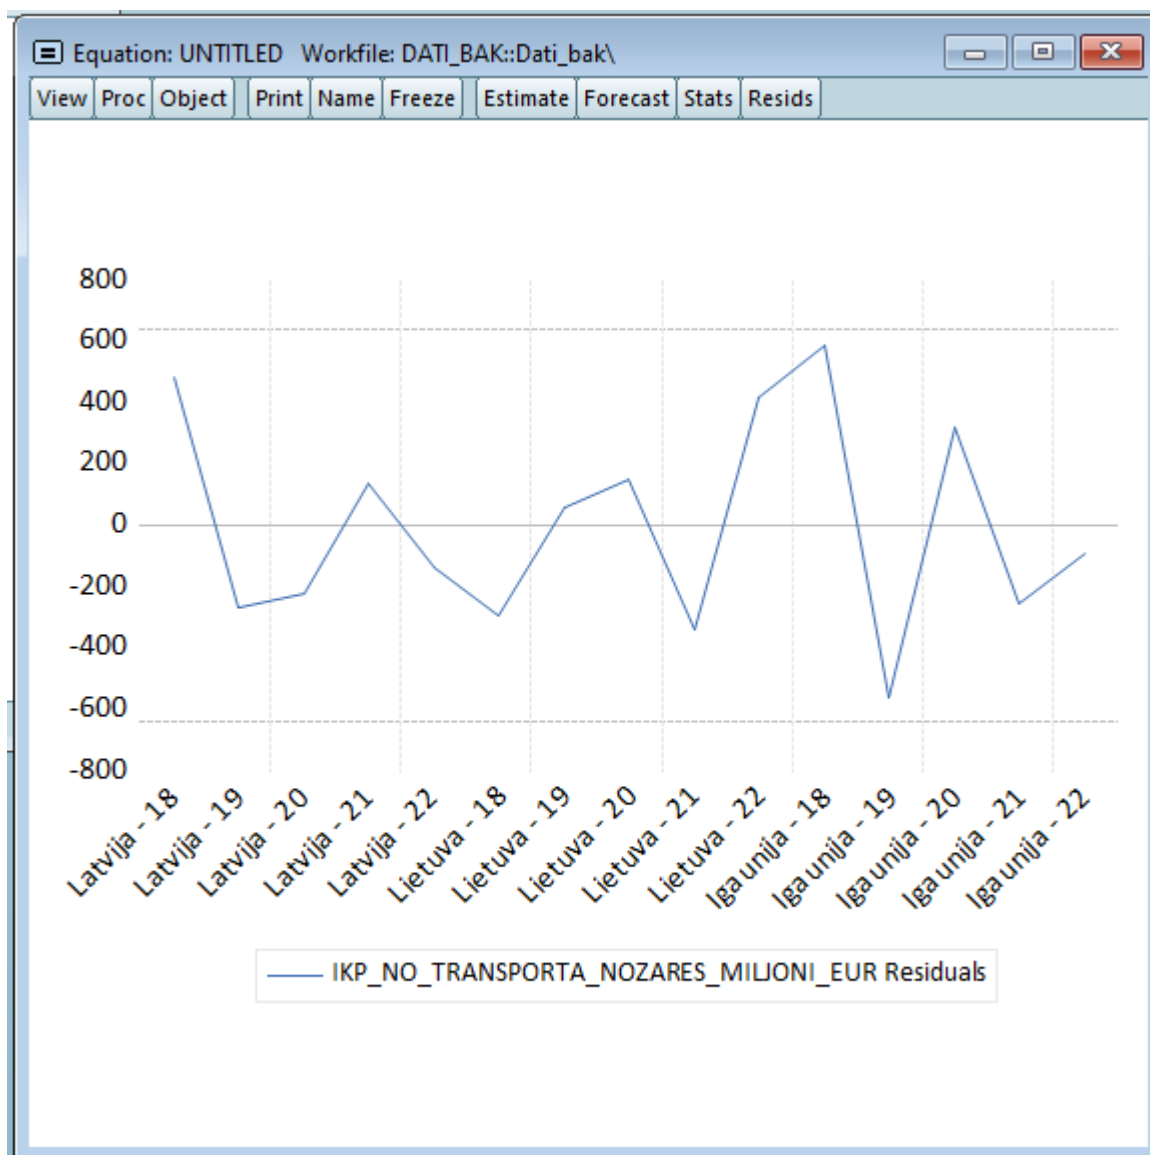 Equation: UNTITLED Workfile: DATI_BAK::Dati_bak\
View Proc Object Print Name Freeze Estimate Forecast Stats Resids
800
600
400
200
0
-200
-400
-600
-800
Latvija - 18
Latvija - 19
Latvija - 20
Latvija - 21
Latvija - 22
Lietuva - 18
Lietuva - 19
Lietuva - 20
Lietuva - 21
Lietuva - 22
Igaunija - 18
Igaunija - 19
Igaunija - 20
Igaunija - 21
Igaunija - 22
IKP_NO_TRANSPORTA_NOZARES_MILJONI_EUR Residuals